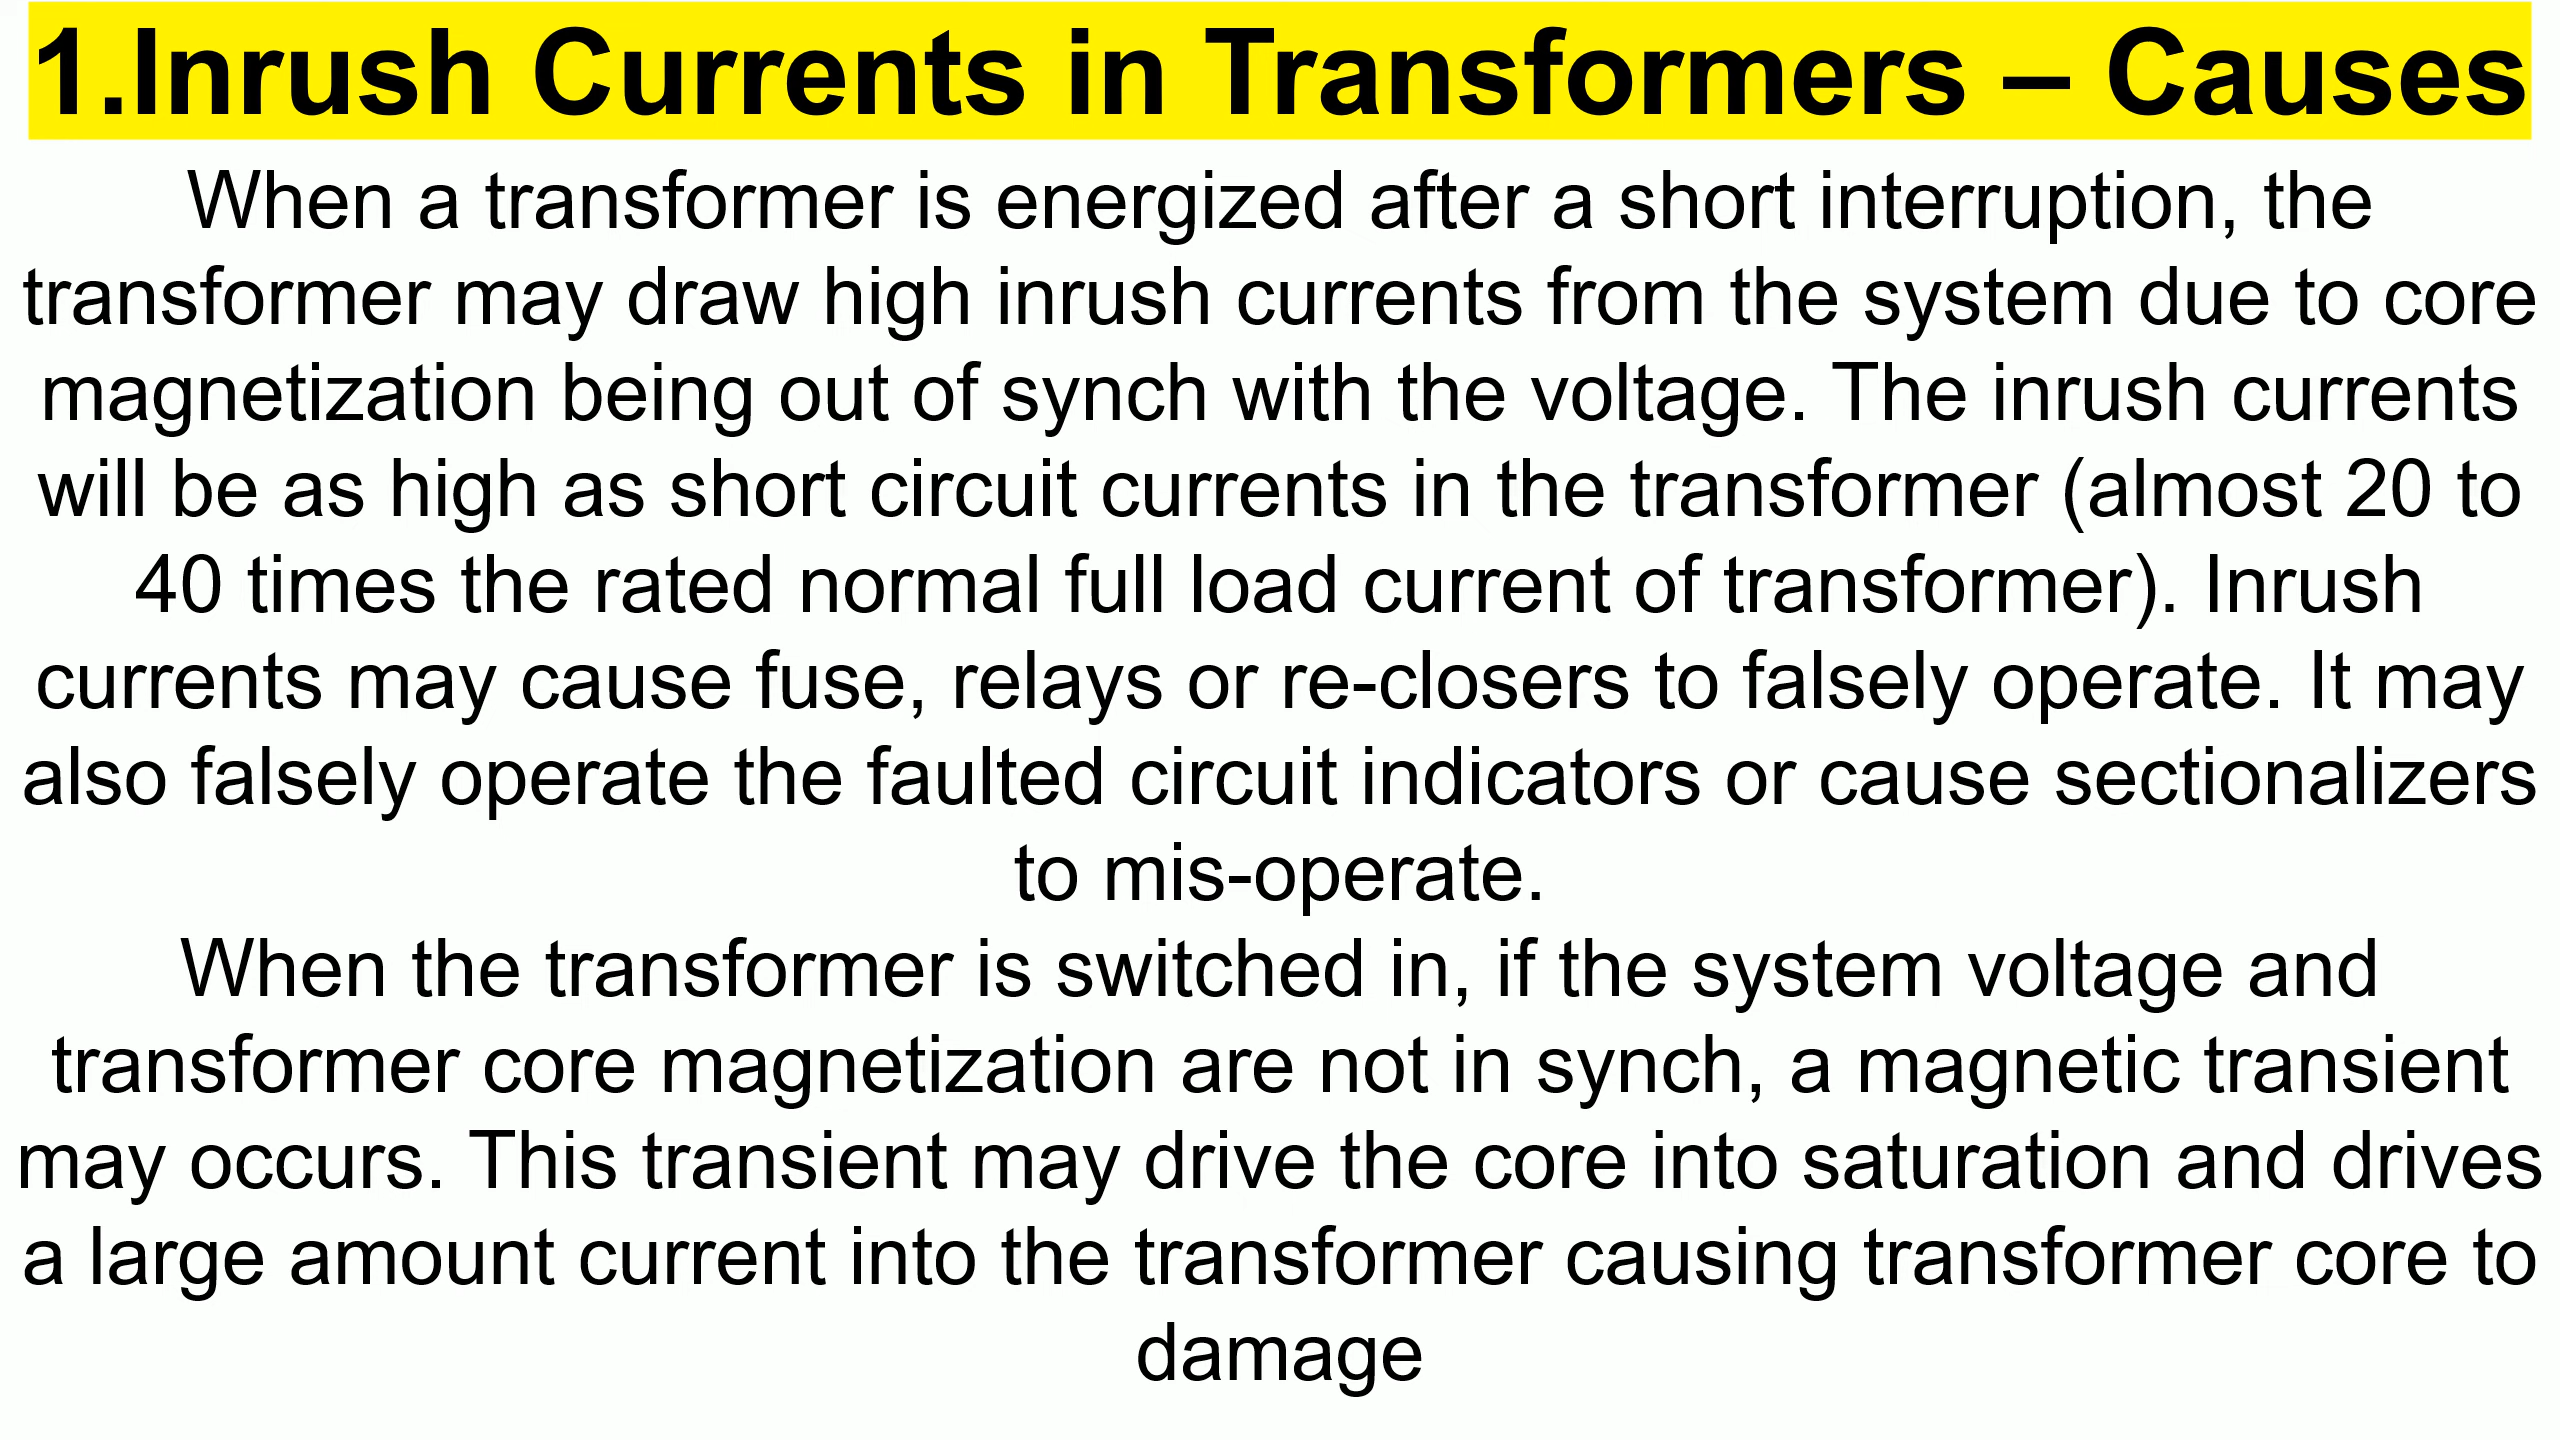 1.Inrush Currents in Transformers – Causes
When a transformer is energized after a short interruption, the
transformer may draw high inrush currents from the system due to core
magnetization being out of synch with the voltage. The inrush currents
will be as high as short circuit currents in the transformer (almost 20 to
40 times the rated normal full load current of transformer). Inrush
currents may cause fuse, relays or re-closers to falsely operate. It may
also falsely operate the faulted circuit indicators or cause sectionalizers
to mis-operate.
When the transformer is switched in, if the system voltage and
transformer core magnetization are not in synch, a magnetic transient
may occurs. This transient may drive the core into saturation and drives
a large amount current into the transformer causing transformer core to
damage